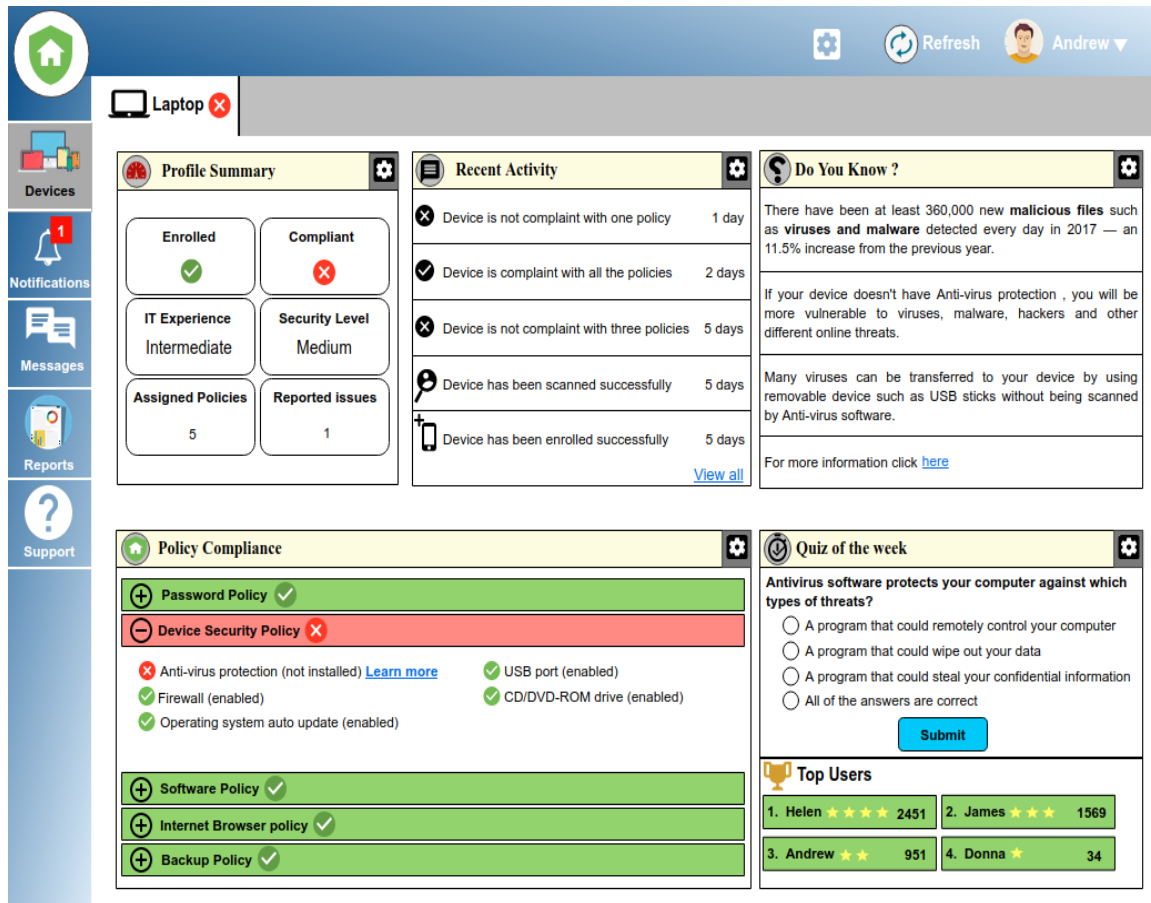 Refresh
Andrew
Laptop
Devices
1
Notifications
Messages
Reports
Support
Profile Summary
Enrolled
Compliant
IT Experience
Intermediate
Security Level
Medium
Assigned Policies
5
Reported issues
1
Recent Activity
Device is not complaint with one policy 1 day
Device is complaint with all the policies 2 days
Device is not complaint with three policies 5 days
Device has been scanned successfully 5 days
Device has been enrolled successfully 5 days
View all
Do You Know ?
There have been at least 360,000 new malicious files such
as viruses and malware detected every day in 2017 — an
11.5% increase from the previous year.
If your device doesn't have Anti-virus protection , you will be
more vulnerable to viruses, malware, hackers and other
different online threats.
Many viruses can be transferred to your device by using
removable device such as USB sticks without being scanned
by Anti-virus software.
For more information click here
Policy Compliance
Password Policy
Device Security Policy
Anti-virus protection (not installed) Learn more
Firewall (enabled)
Operating system auto update (enabled)
USB port (enabled)
CD/DVD-ROM drive (enabled)
Software Policy
Internet Browser policy
Backup Policy
Quiz of the week
Antivirus software protects your computer against which
types of threats?
A program that could remotely control your computer
A program that could wipe out your data
A program that could steal your confidential information
All of the answers are correct
Submit
Top Users
1. Helen 2451
2. James 1569
3. Andrew 951
4. Donna 34